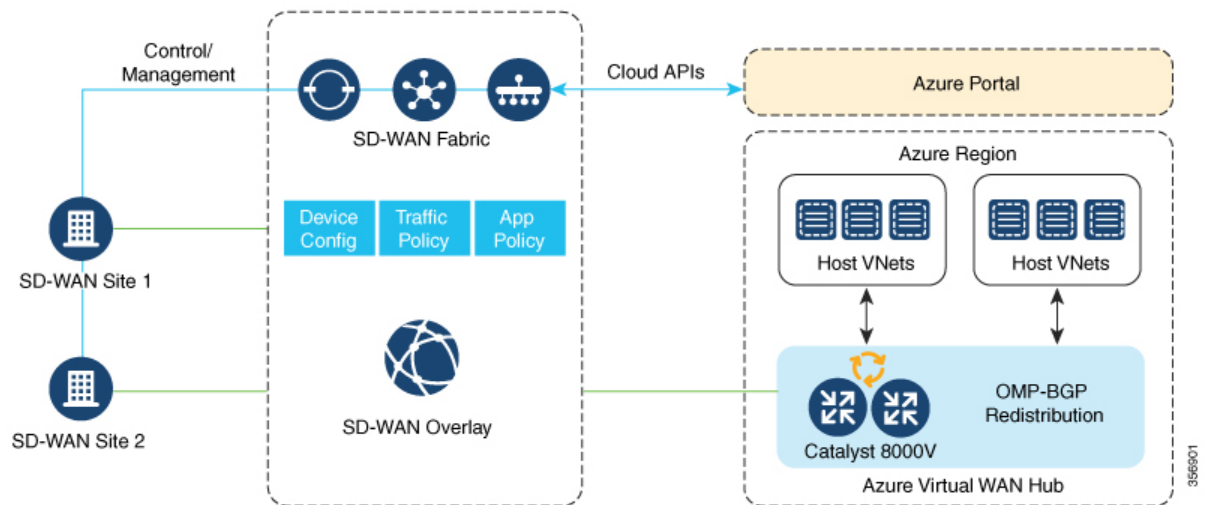 Control/
Management
SD-WAN Fabric
Cloud APIs
Azure Portal
Device
Config
Traffic
Policy
App
Policy
SD-WAN Site 1
SD-WAN Site 2
SD-WAN Overlay
Azure Region
Host VNets
Host VNets
Catalyst 8000V
OMP-BGP
Redistribution
Azure Virtual WAN Hub
356901